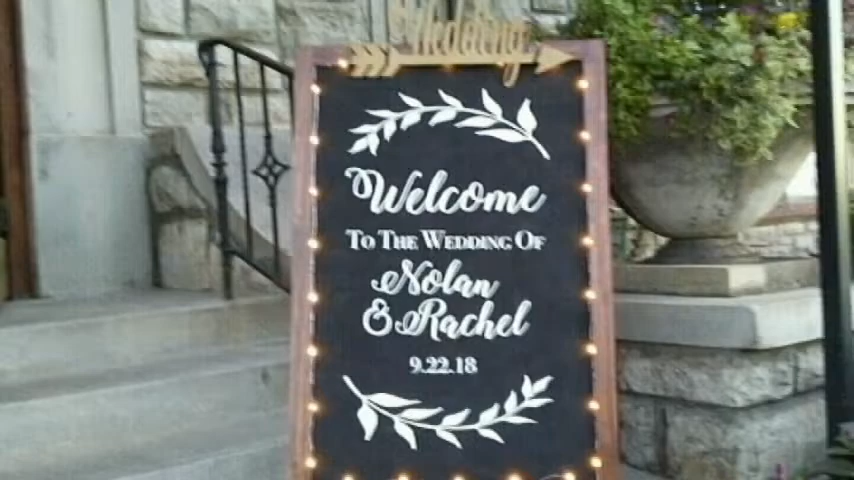 Wedding
Welcome
To The Wedding Of
Nolan
& Rachel
9.22.18